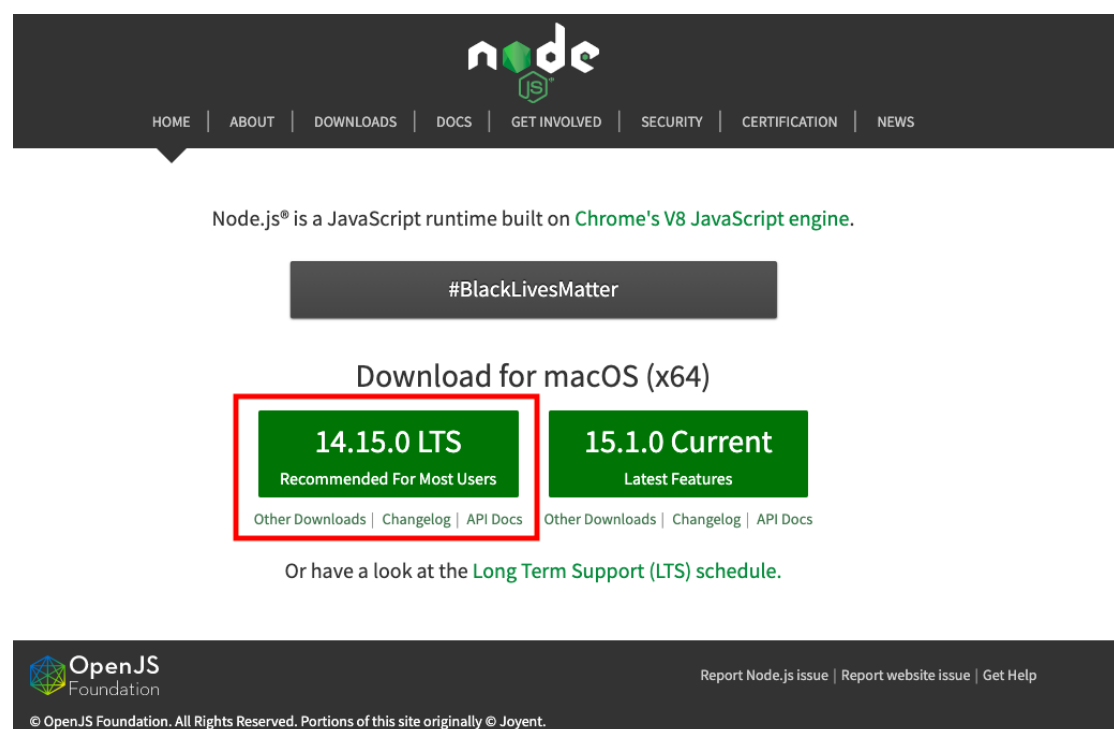 node
JS
HOME | ABOUT | DOWNLOADS | DOCS | GET INVOLVED | SECURITY | CERTIFICATION | NEWS
Node.js® is a JavaScript runtime built on Chrome's V8 JavaScript engine.
#BlackLivesMatter
Download for macOS (x64)
14.15.0 LTS
Recommended For Most Users
Other Downloads | Changelog | API Docs
15.1.0 Current
Latest Features
Other Downloads | Changelog | API Docs
Or have a look at the Long Term Support (LTS) schedule.
OpenJS
Foundation
Report Node.js issue | Report website issue | Get Help
© OpenJS Foundation. All Rights Reserved. Portions of this site originally © Joyent.